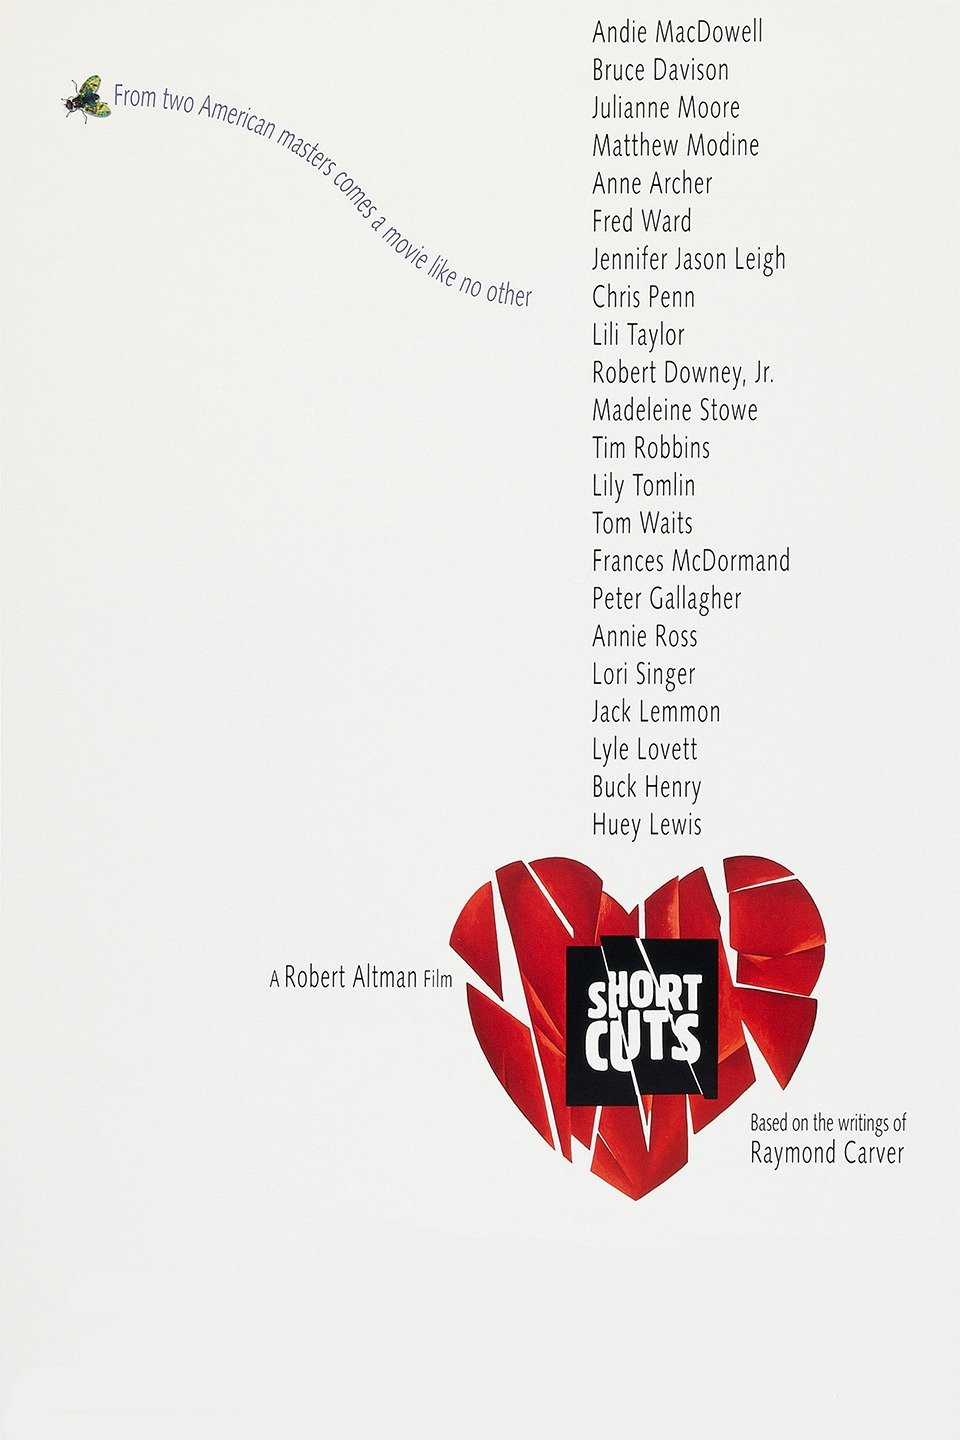 From two American masters comes a movie like no other
Andie MacDowell
Bruce Davison
Julianne Moore
Matthew Modine
Anne Archer
Fred Ward
Jennifer Jason Leigh
Chris Penn
Lili Taylor
Robert Downey, Jr.
Madeleine Stowe
Tim Robbins
Lily Tomlin
Tom Waits
Frances McDormand
Peter Gallagher
Annie Ross
Lori Singer
Jack Lemmon
Lyle Lovett
Buck Henry
Huey Lewis
A Robert Altman Film
SHORT
CUTS
Based on the writings of
Raymond Carver